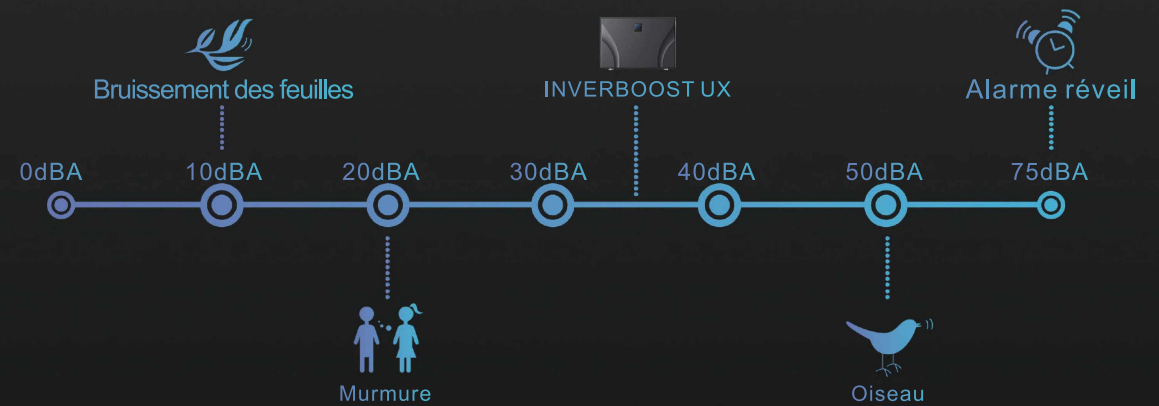 Bruissement des feuilles
INVERBOOST UX
Alarme réveil
0dBA
10dBA
20dBA
30dBA
40dBA
50dBA
75dBA
Murmure
Oiseau